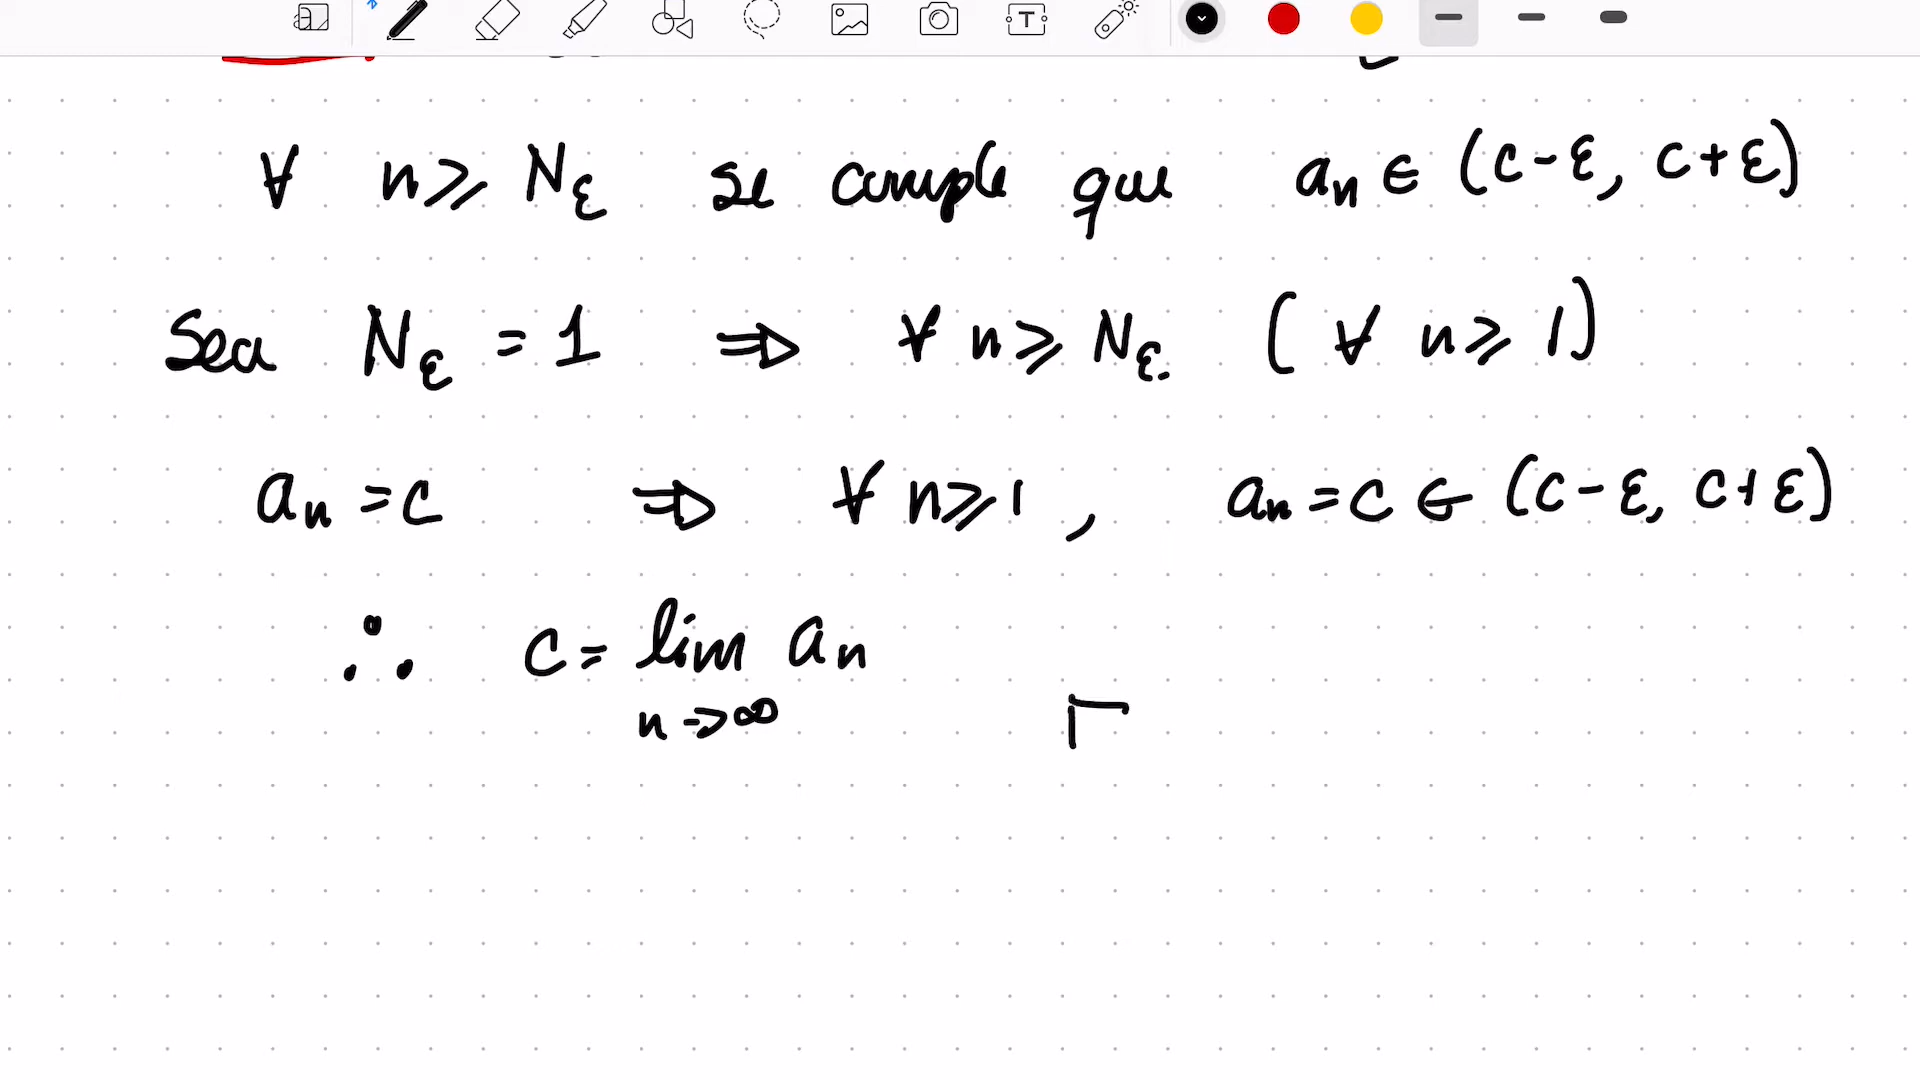 ∀ n ≥ N_ε se cumple que a_n ∈ (c-ε, c+ε)
Sea N_ε = 1 ⇒ ∀ n ≥ N_ε. (∀ n ≥ 1)
a_n = c ⇒ ∀ n ≥ 1, a_n = c ∈ (c-ε, c+ε)
∴ c = lim a_n
n → ∞